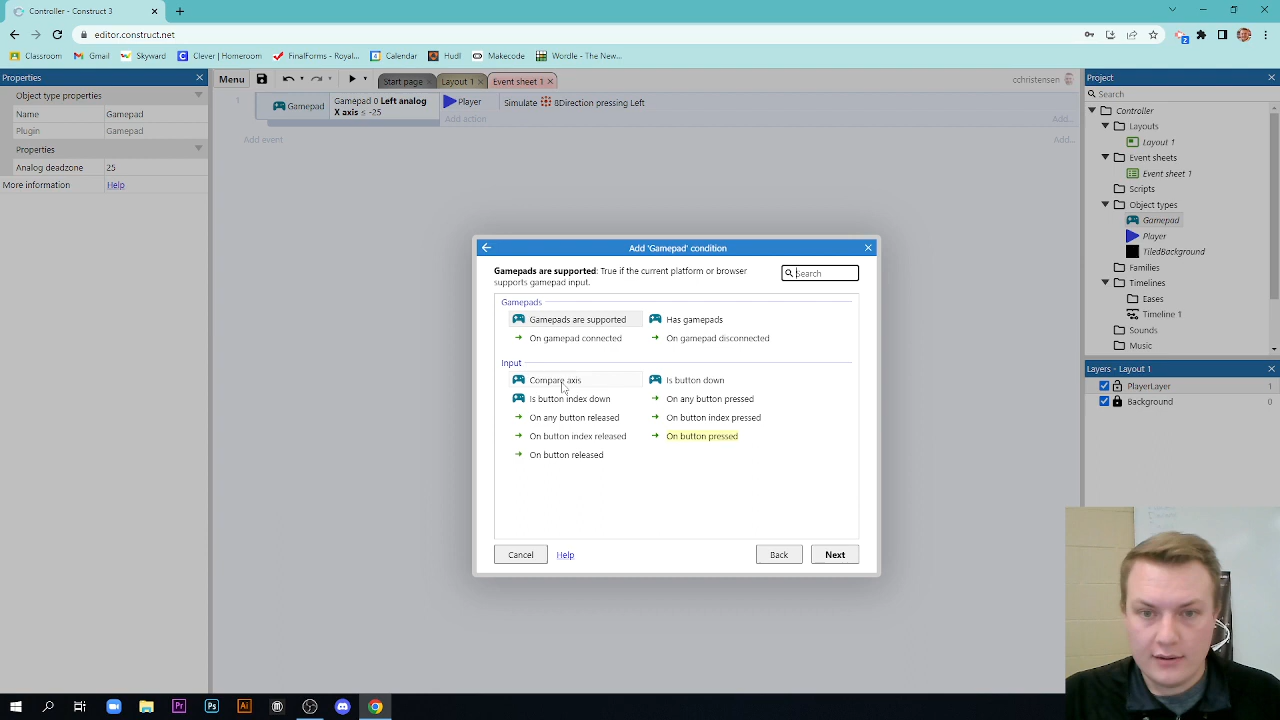 Controller - Construct 3
editor.construct.net
Classroom
Gmail
Skyward
Clever | Homeroom
FinalForms - Royal...
Calendar
Hudl
Makecode
Wordle - The New...
Properties
Object type properties
Name
Gamepad
Plugin
Gamepad
Properties
Analog deadzone
25
More information
Help
Menu
Start page
Layout 1
Event sheet 1
cchristensen
1
Gamepad
Gamepad 0 Left analog
X axis ≤ -25
Player
Simulate 8Direction pressing Left
Add action
Add...
Add event
Add...
Add 'Gamepad' condition
Gamepads are supported: True if the current platform or browser
supports gamepad input.
Search
Gamepads
Gamepads are supported
Has gamepads
On gamepad connected
On gamepad disconnected
Input
Compare axis
Is button down
Is button index down
On any button pressed
On any button released
On button index pressed
On button index released
On button pressed
On button released
Cancel
Help
Back
Next
Project
Search
Controller
Layouts
Layout 1
Event sheets
Event sheet 1
Scripts
Object types
Gamepad
Player
TiledBackground
Families
Timelines
Eases
Timeline 1
Sounds
Music
Layers - Layout 1
PlayerLayer
1
Background
0